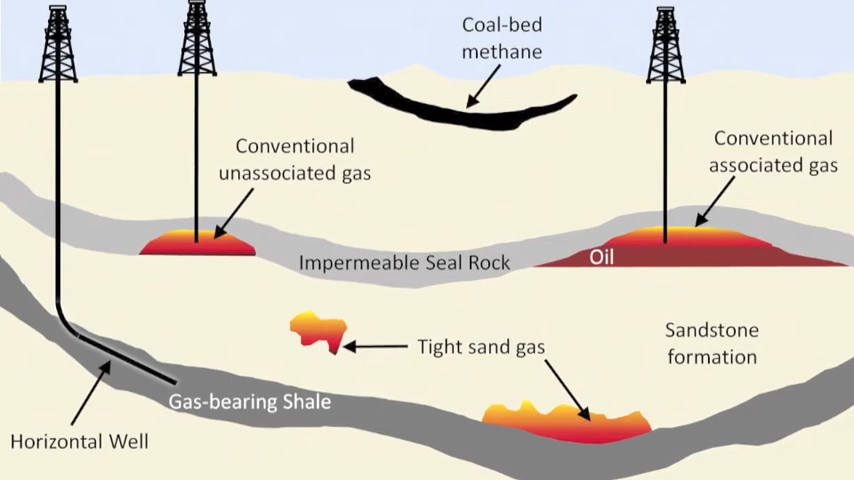 Coal-bed
methane
Conventional
unassociated gas
Conventional
associated gas
Impermeable Seal Rock
Oil
Tight sand gas
Sandstone
formation
Gas-bearing Shale
Horizontal Well